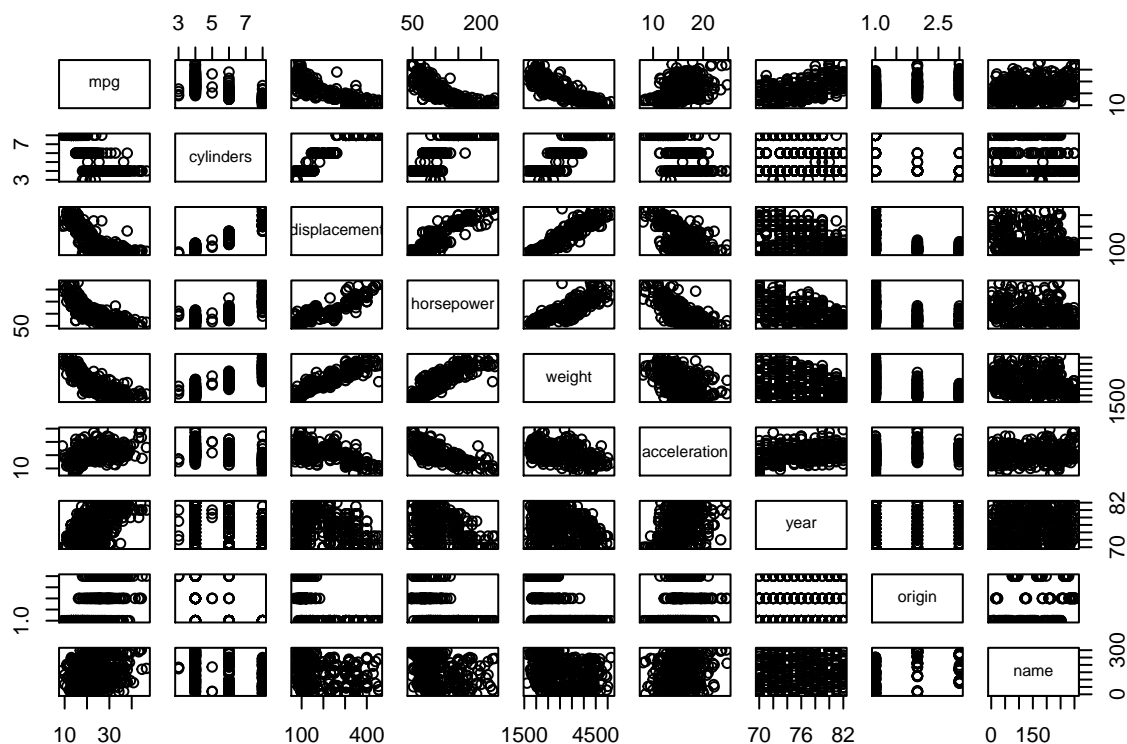 3 5 7
50 200
10 20
1.0 2.5
mpg
10
3 7
cylinders
displacement
100
50
horsepower
weight
1500
10
acceleration
year
70 82
1.0
origin
name
0 300
10 30
100 400
1500 4500
70 76 82
0 150